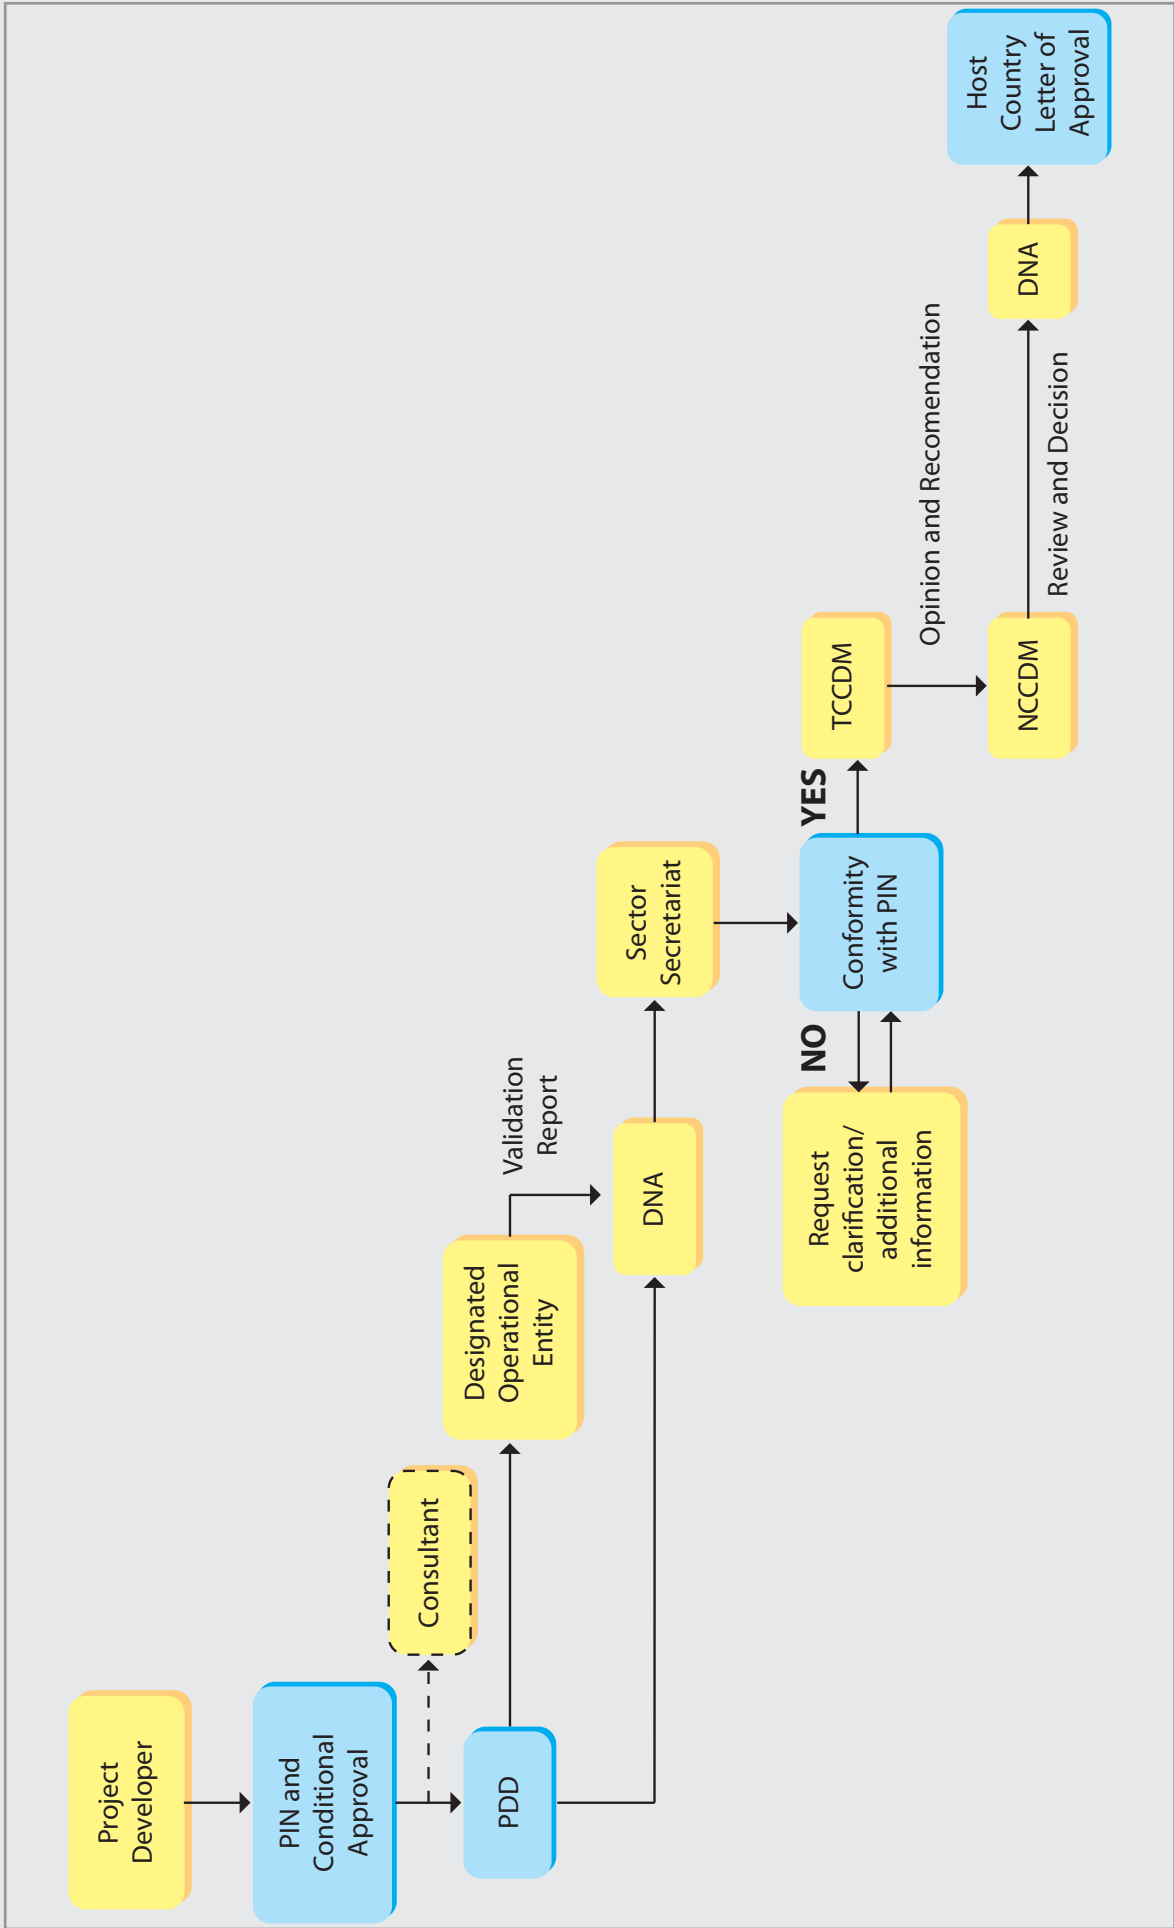 Project
Developer
PIN and
Conditional
Approval
Consultant
PDD
Designated
Operational
Entity
Validation
Report
DNA
Sector
Secretariat
Conformity
with PIN
NO
Request
clarification/
additional
information
YES
TCCDM
Opinion and Recomendation
NCCDM
Review and Decision
DNA
Host
Country
Letter of
Approval